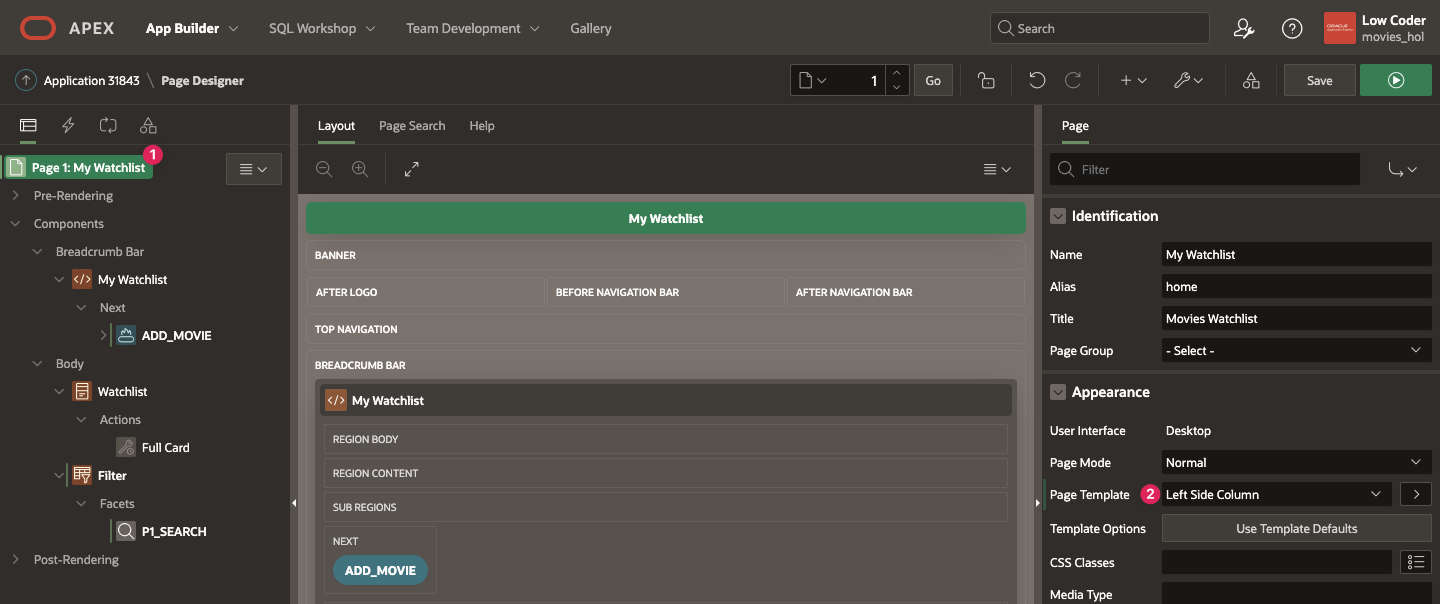 APEX
App Builder
SQL Workshop
Team Development
Gallery
Search
Low Coder
movies_hol
Application 31843 \ Page Designer
1
Go
Save
Page 1: My Watchlist
1
Pre-Rendering
Components
Breadcrumb Bar
My Watchlist
Next
ADD_MOVIE
Body
Watchlist
Actions
Full Card
Filter
Facets
P1_SEARCH
Post-Rendering
Layout
Page Search
Help
My Watchlist
BANNER
AFTER LOGO
BEFORE NAVIGATION BAR
AFTER NAVIGATION BAR
TOP NAVIGATION
BREADCRUMB BAR
My Watchlist
REGION BODY
REGION CONTENT
SUB REGIONS
NEXT
ADD_MOVIE
Page
Filter
Identification
Name My Watchlist
Alias home
Title Movies Watchlist
Page Group - Select -
Appearance
User Interface Desktop
Page Mode Normal
Page Template 2 Left Side Column
Template Options Use Template Defaults
CSS Classes
Media Type